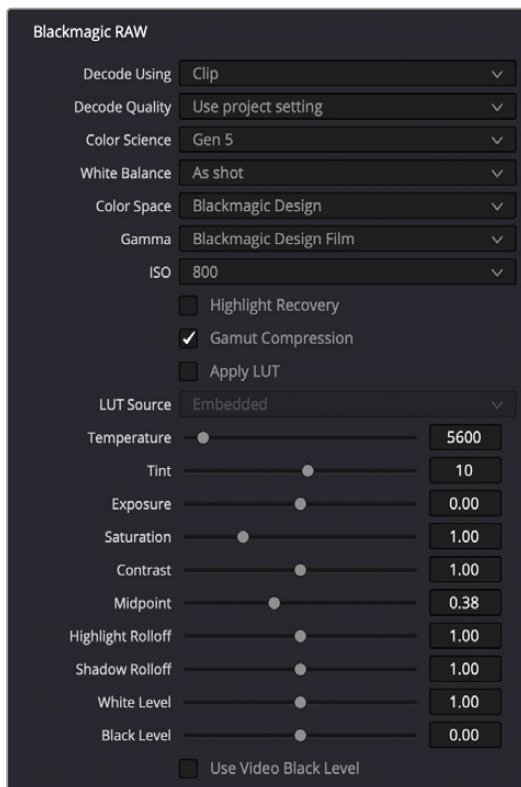 Blackmagic RAW
Decode Using Clip
Decode Quality Use project setting
Color Science Gen 5
White Balance As shot
Color Space Blackmagic Design
Gamma Blackmagic Design Film
ISO 800
Highlight Recovery
Gamut Compression
Apply LUT
LUT Source Embedded
Temperature 5600
Tint 10
Exposure 0.00
Saturation 1.00
Contrast 1.00
Midpoint 0.38
Highlight Rolloff 1.00
Shadow Rolloff 1.00
White Level 1.00
Black Level 0.00
Use Video Black Level